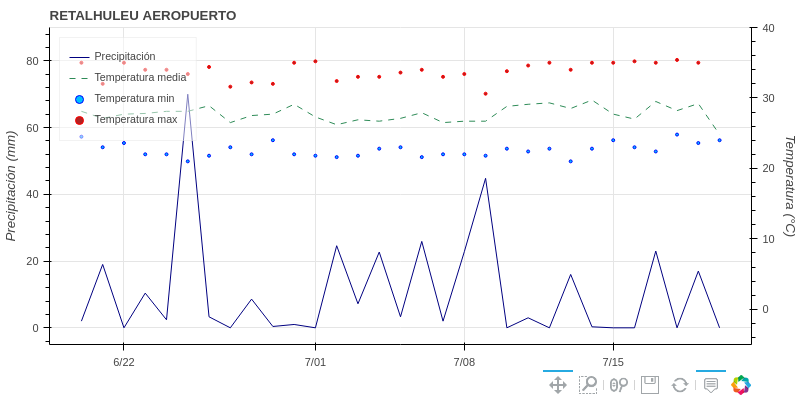 RETALHULEU AEROPUERTO
Precipitación
Temperatura media
Temperatura min
Temperatura max
Precipitación (mm)
80
60
40
20
0
Temperatura (°C)
40
30
20
10
0
6/22
7/01
7/08
7/15